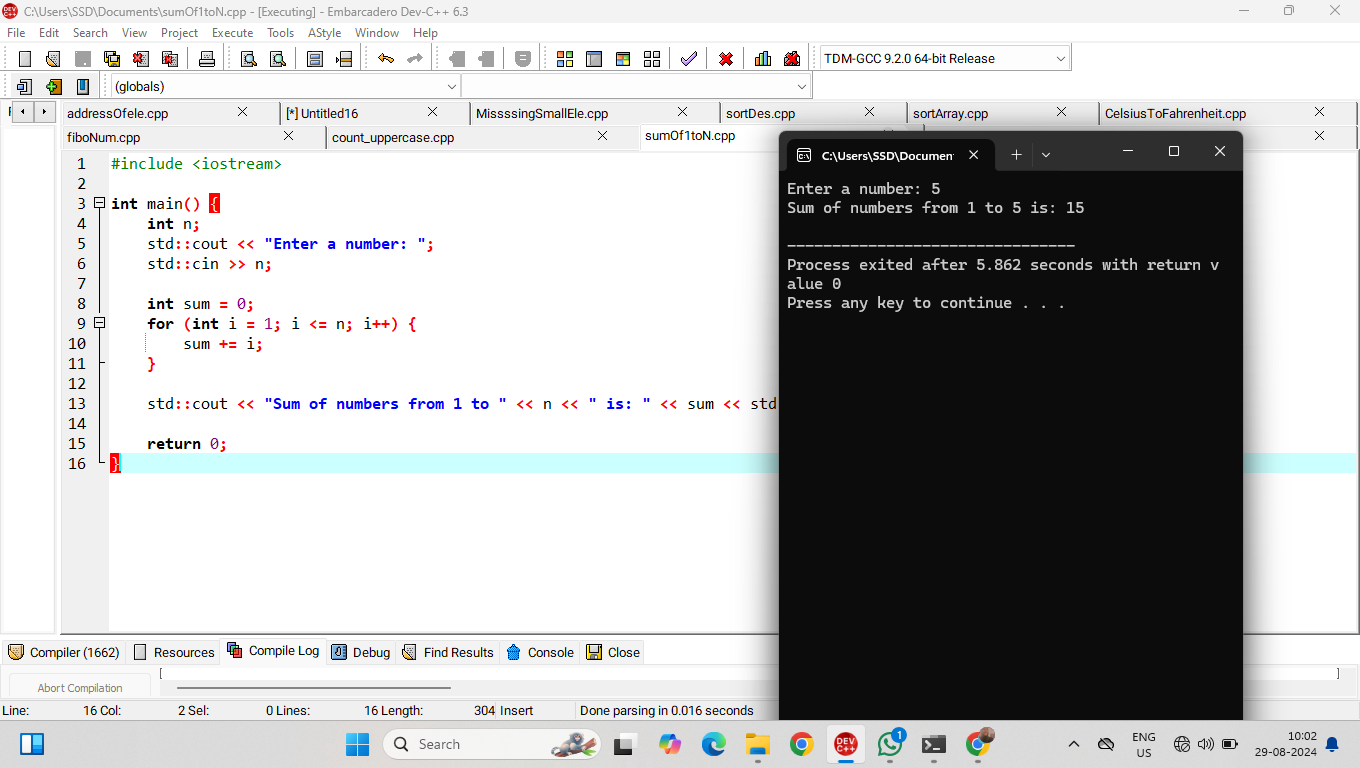 C:\Users\SSD\Documents\sumOf1toN.cpp - [Executing] - Embarcadero Dev-C++ 6.3
File Edit Search View Project Execute Tools AStyle Window Help
TDM-GCC 9.2.0 64-bit Release
(globals)
addressOfele.cpp [*] Untitled16 MisssssingSmallEle.cpp sortDes.cpp sortArray.cpp CelsiusToFahrenheit.cpp
fiboNum.cpp count_uppercase.cpp sumOf1toN.cpp
1 #include <iostream>
2
3 int main() {
4 int n;
5 std::cout << "Enter a number: ";
6 std::cin >> n;
7
8 int sum = 0;
9 for (int i = 1; i <= n; i++) {
10 sum += i;
11 }
12
13 std::cout << "Sum of numbers from 1 to " << n << " is: " << sum << std
14
15 return 0;
16 }
C:\Users\SSD\Documen
Enter a number: 5
Sum of numbers from 1 to 5 is: 15
--------------------------------
Process exited after 5.862 seconds with return v
alue 0
Press any key to continue . . .
Compiler (1662) Resources Compile Log Debug Find Results Console Close
Abort Compilation
Line: 16 Col: 2 Sel: 0 Lines: 16 Length: 304 Insert Done parsing in 0.016 seconds
Search
DEV C++
1
ENG
US
10:02
29-08-2024